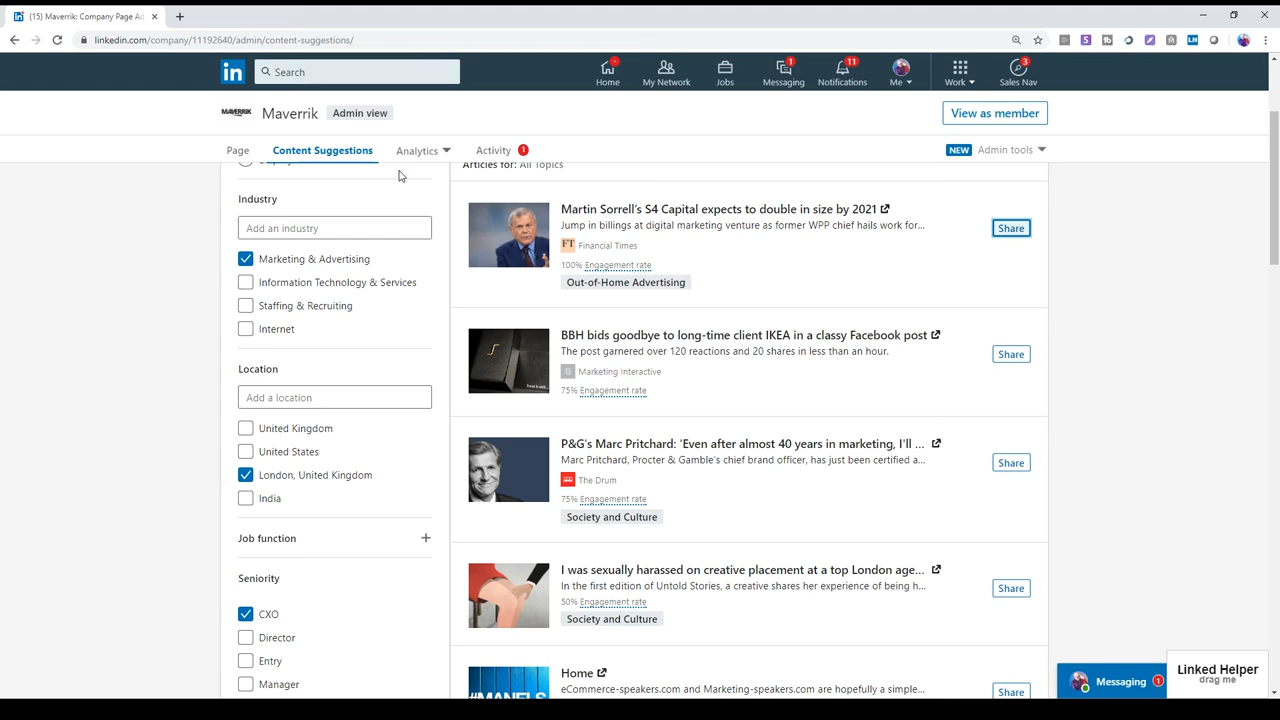 (15) Maverrik: Company Page Ad
linkedin.com/company/11192640/admin/content-suggestions/
in
Search
Home
My Network
Jobs
1
Messaging
11
Notifications
Me
Work
3
Sales Nav
MAVERRIK
Maverrik
Admin view
View as member
Page
Content Suggestions
Analytics
Activity
1
NEW
Admin tools
Articles for: All Topics
Industry
Add an industry
Marketing & Advertising
Information Technology & Services
Staffing & Recruiting
Internet
Location
Add a location
United Kingdom
United States
London, United Kingdom
India
Job function
Seniority
CXO
Director
Entry
Manager
Martin Sorrell's S4 Capital expects to double in size by 2021
Jump in billings at digital marketing venture as former WPP chief hails work for...
FT Financial Times
100% Engagement rate
Out-of-Home Advertising
Share
BBH bids goodbye to long-time client IKEA in a classy Facebook post
The post garnered over 120 reactions and 20 shares in less than an hour.
Marketing Interactive
75% Engagement rate
Share
P&G's Marc Pritchard: 'Even after almost 40 years in marketing, I'll ...
Marc Pritchard, Procter & Gamble's chief brand officer, has just been certified a...
The Drum
75% Engagement rate
Society and Culture
Share
I was sexually harassed on creative placement at a top London age...
In the first edition of Untold Stories, a creative shares her experience of being h...
50% Engagement rate
Society and Culture
Share
#MANELS
Home
eCommerce-speakers.com and Marketing-speakers.com are hopefully a simple...
Share
Messaging
1
Linked Helper
drag me